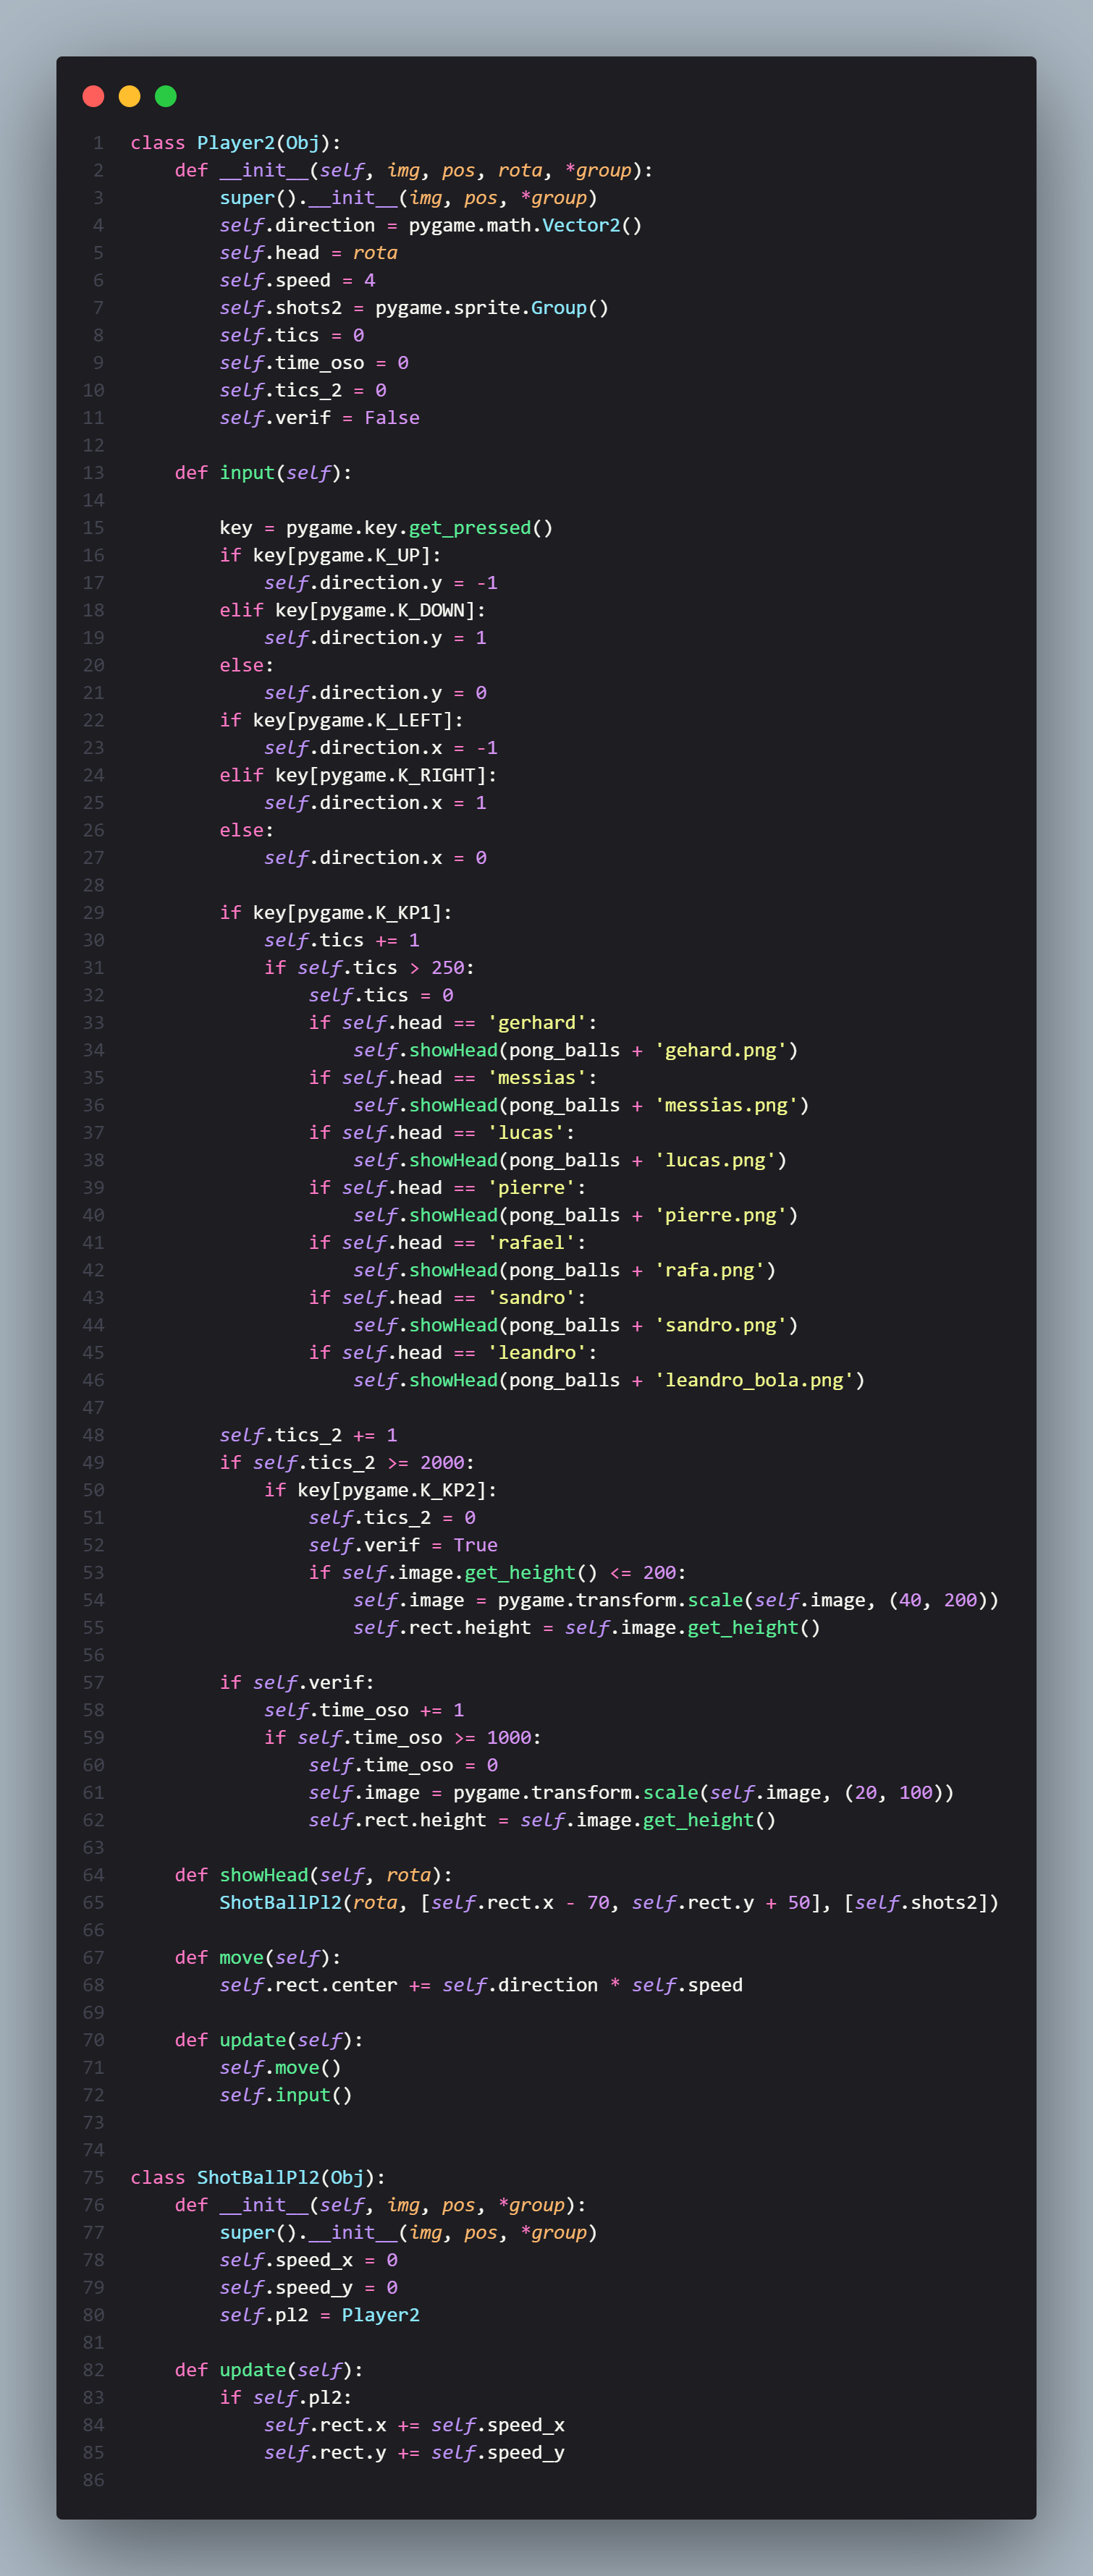 1 class Player2(Obj):
2     def __init__(self, img, pos, rota, *group):
3         super().__init__(img, pos, *group)
4         self.direction = pygame.math.Vector2()
5         self.head = rota
6         self.speed = 4
7         self.shots2 = pygame.sprite.Group()
8         self.tics = 0
9         self.time_oso = 0
10         self.tics_2 = 0
11         self.verif = False
12
13     def input(self):
14
15         key = pygame.key.get_pressed()
16         if key[pygame.K_UP]:
17             self.direction.y = -1
18         elif key[pygame.K_DOWN]:
19             self.direction.y = 1
20         else:
21             self.direction.y = 0
22         if key[pygame.K_LEFT]:
23             self.direction.x = -1
24         elif key[pygame.K_RIGHT]:
25             self.direction.x = 1
26         else:
27             self.direction.x = 0
28
29         if key[pygame.K_KP1]:
30             self.tics += 1
31             if self.tics > 250:
32                 self.tics = 0
33                 if self.head == 'gerhard':
34                     self.showHead(pong_balls + 'gehard.png')
35                 if self.head == 'messias':
36                     self.showHead(pong_balls + 'messias.png')
37                 if self.head == 'lucas':
38                     self.showHead(pong_balls + 'lucas.png')
39                 if self.head == 'pierre':
40                     self.showHead(pong_balls + 'pierre.png')
41                 if self.head == 'rafael':
42                     self.showHead(pong_balls + 'rafa.png')
43                 if self.head == 'sandro':
44                     self.showHead(pong_balls + 'sandro.png')
45                 if self.head == 'leandro':
46                     self.showHead(pong_balls + 'leandro_bola.png')
47
48         self.tics_2 += 1
49         if self.tics_2 >= 2000:
50             if key[pygame.K_KP2]:
51                 self.tics_2 = 0
52                 self.verif = True
53                 if self.image.get_height() <= 200:
54                     self.image = pygame.transform.scale(self.image, (40, 200))
55                     self.rect.height = self.image.get_height()
56
57         if self.verif:
58             self.time_oso += 1
59             if self.time_oso >= 1000:
60                 self.time_oso = 0
61                 self.image = pygame.transform.scale(self.image, (20, 100))
62                 self.rect.height = self.image.get_height()
63
64     def showHead(self, rota):
65         ShotBallPl2(rota, [self.rect.x - 70, self.rect.y + 50], [self.shots2])
66
67     def move(self):
68         self.rect.center += self.direction * self.speed
69
70     def update(self):
71         self.move()
72         self.input()
73
74
75 class ShotBallPl2(Obj):
76     def __init__(self, img, pos, *group):
77         super().__init__(img, pos, *group)
78         self.speed_x = 0
79         self.speed_y = 0
80         self.pl2 = Player2
81
82     def update(self):
83         if self.pl2:
84             self.rect.x += self.speed_x
85             self.rect.y += self.speed_y
86